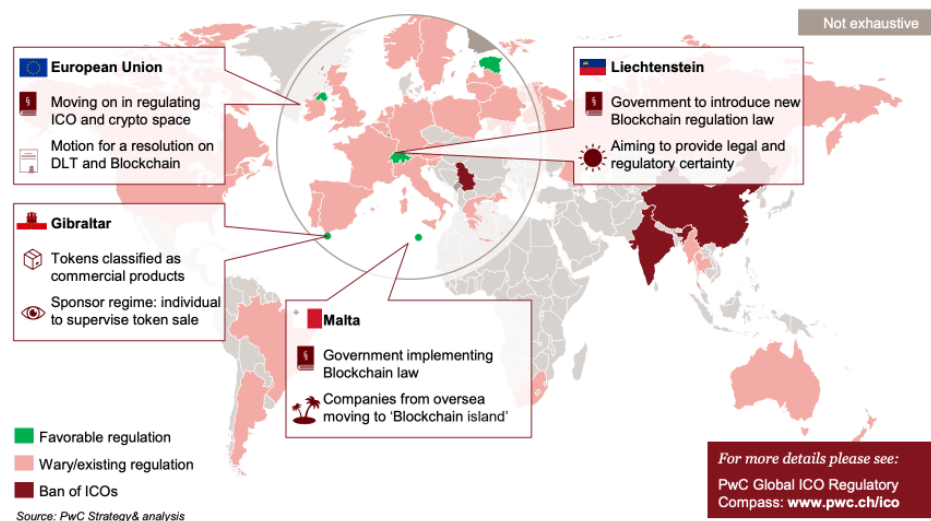 Not exhaustive
European Union
Moving on in regulating
ICO and crypto space
Motion for a resolution on
DLT and Blockchain
Liechtenstein
Government to introduce new
Blockchain regulation law
Aiming to provide legal and
regulatory certainty
Gibraltar
Tokens classified as
commercial products
Sponsor regime: individual
to supervise token sale
Malta
Government implementing
Blockchain law
Companies from oversea
moving to ‘Blockchain island’
Favorable regulation
Wary/existing regulation
Ban of ICOs
Source: PwC Strategy& analysis
For more details please see:
PwC Global ICO Regulatory
Compass: www.pwc.ch/ico